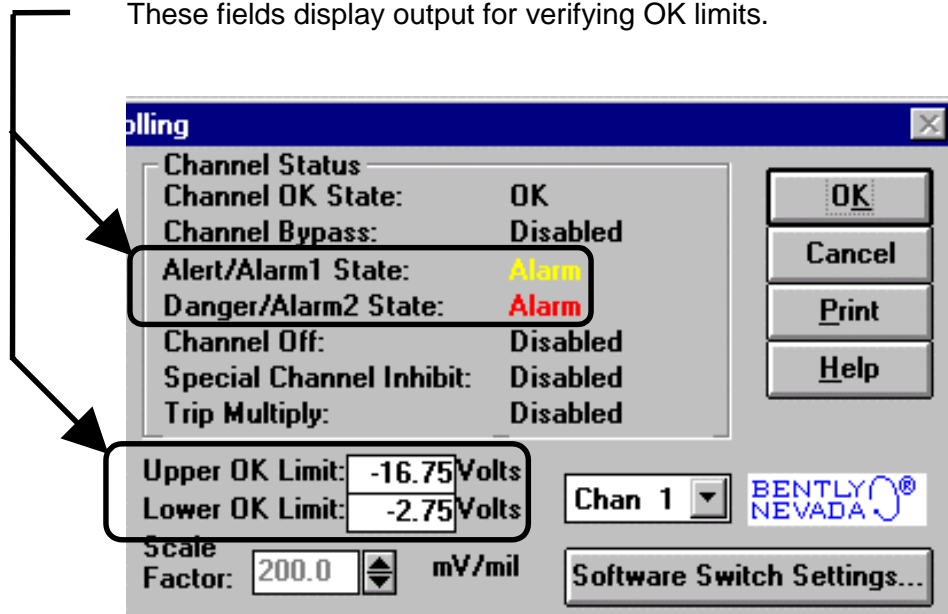 These fields display output for verifying OK limits.
olling
Channel Status
Channel OK State: OK
Channel Bypass: Disabled
Alert/Alarm1 State: Alarm
Danger/Alarm2 State: Alarm
Channel Off: Disabled
Special Channel Inhibit: Disabled
Trip Multiply: Disabled
OK
Cancel
Print
Help
Upper OK Limit: -16.75 Volts
Lower OK Limit: -2.75 Volts
Chan 1
BENTLY
NEVADA ®
Scale
Factor: 200.0 mV/mil
Software Switch Settings...